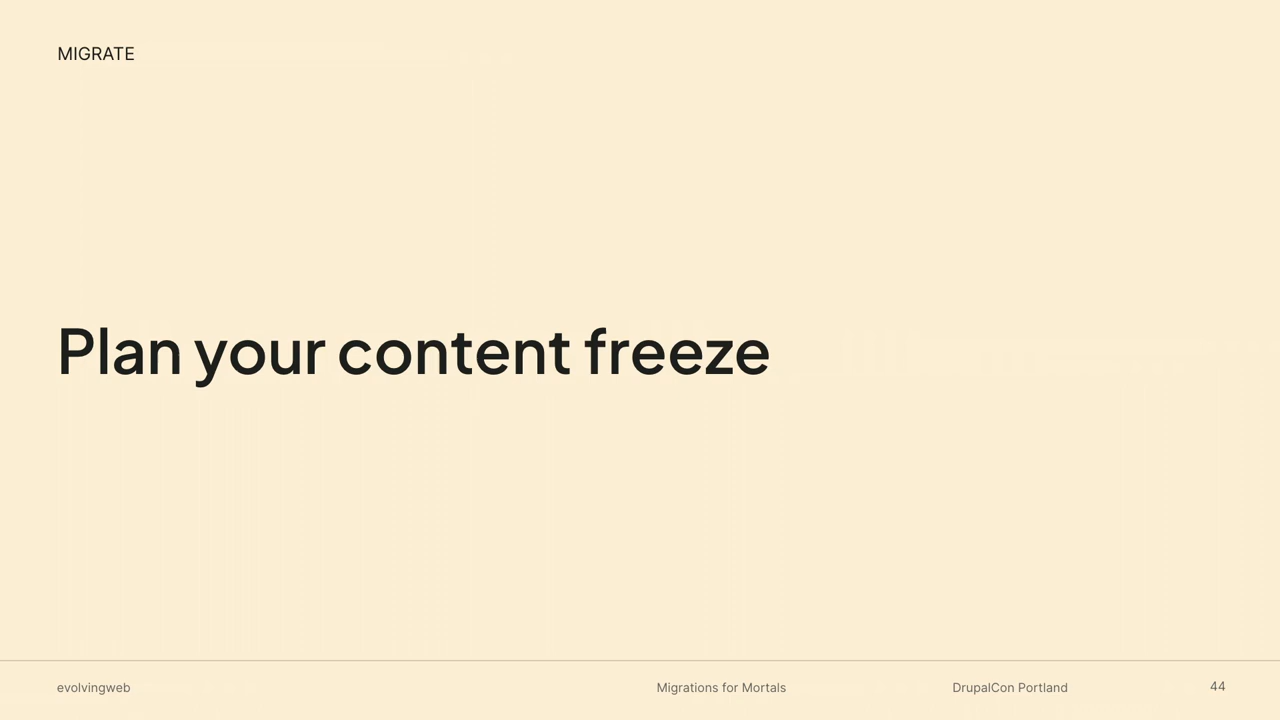 MIGRATE
Plan your content freeze
evolvingweb
Migrations for Mortals
DrupalCon Portland
44